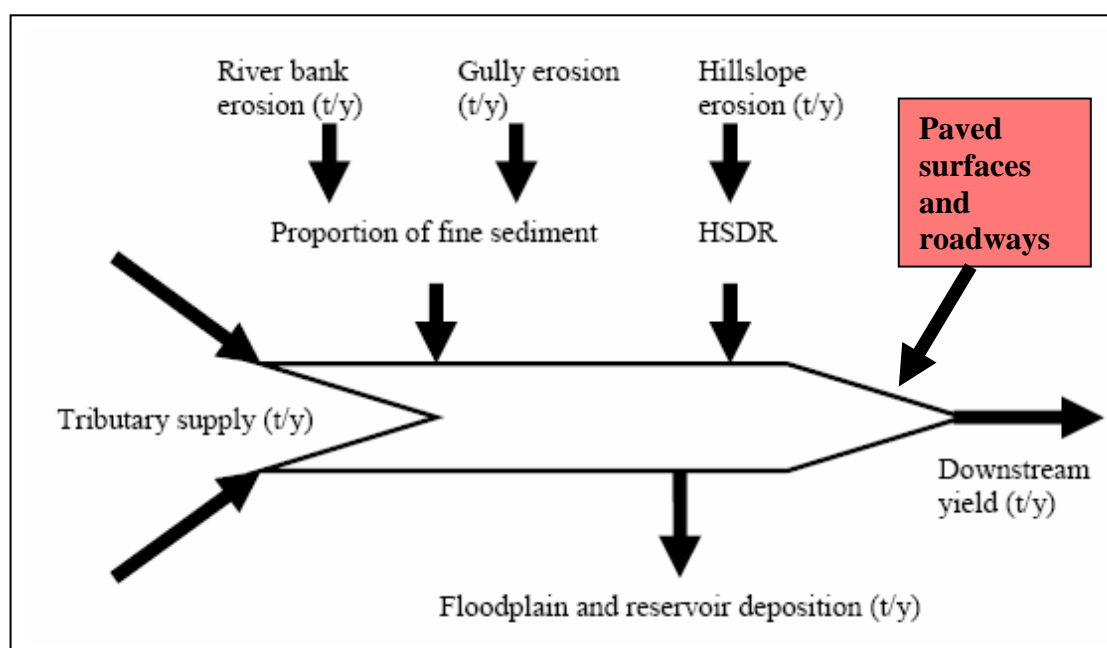 River bank
erosion (t/y)
Gully erosion
(t/y)
Hillslope
erosion (t/y)
Paved
surfaces
and
roadways
Proportion of fine sediment
HSDR
Tributary supply (t/y)
Downstream
yield (t/y)
Floodplain and reservoir deposition (t/y)